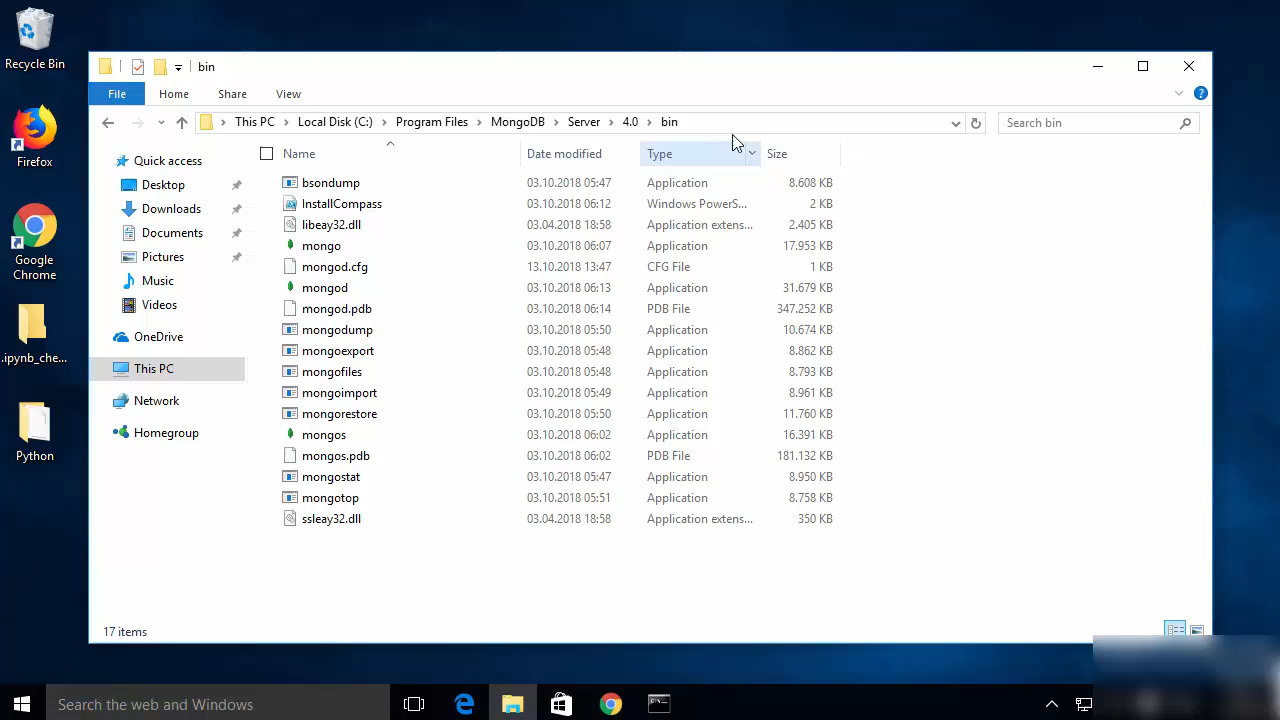 Recycle Bin
Firefox
Google
Chrome
.ipynb_che...
Python
bin
File Home Share View
This PC Local Disk (C:) Program Files MongoDB Server 4.0 bin
Search bin
Quick access
Desktop
Downloads
Documents
Pictures
Music
Videos
OneDrive
This PC
Network
Homegroup
Name Date modified Type Size
bsondump 03.10.2018 05:47 Application 8.608 KB
InstallCompass 03.10.2018 06:12 Windows PowerS... 2 KB
libeay32.dll 03.04.2018 18:58 Application extens... 2.405 KB
mongo 03.10.2018 06:07 Application 17.953 KB
mongod.cfg 13.10.2018 13:47 CFG File 1 KB
mongod 03.10.2018 06:13 Application 31.679 KB
mongod.pdb 03.10.2018 06:14 PDB File 347.252 KB
mongodump 03.10.2018 05:50 Application 10.674 KB
mongoexport 03.10.2018 05:48 Application 8.862 KB
mongofiles 03.10.2018 05:48 Application 8.793 KB
mongoimport 03.10.2018 05:49 Application 8.961 KB
mongorestore 03.10.2018 05:50 Application 11.760 KB
mongos 03.10.2018 06:02 Application 16.391 KB
mongos.pdb 03.10.2018 06:02 PDB File 181.132 KB
mongostat 03.10.2018 05:47 Application 8.950 KB
mongotop 03.10.2018 05:51 Application 8.758 KB
ssleay32.dll 03.04.2018 18:58 Application extens... 350 KB
17 items
Search the web and Windows